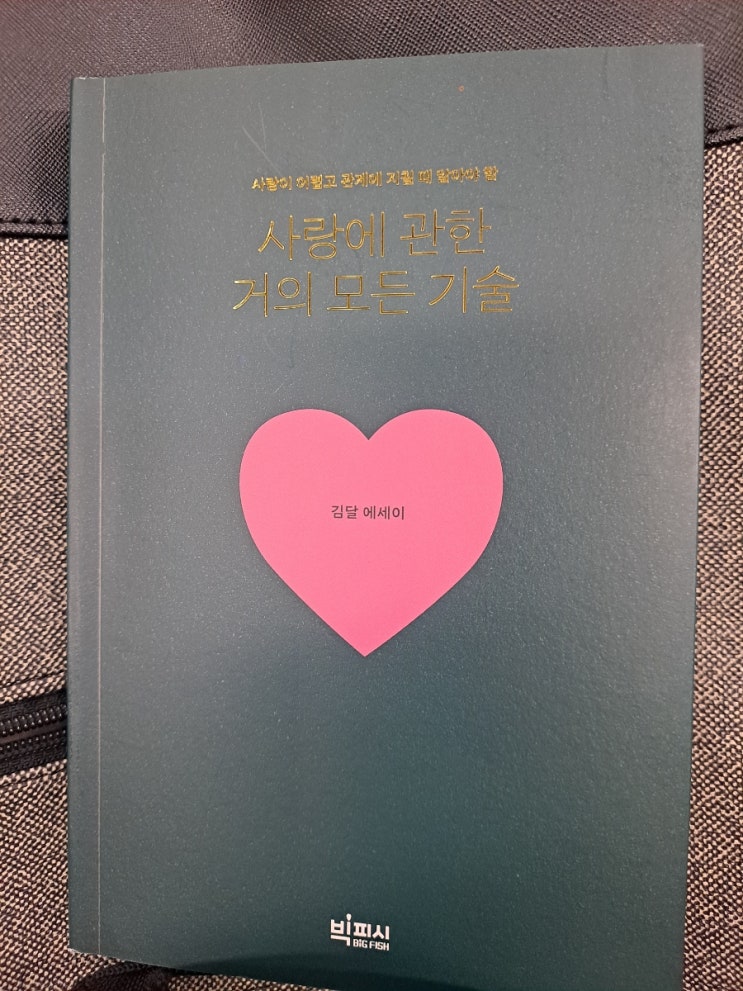 사랑이 어렵고 관계에 지칠 때 알아야 할
사랑에 관한
거의 모든 기술
김달 에세이
빅피시
BIG FISH